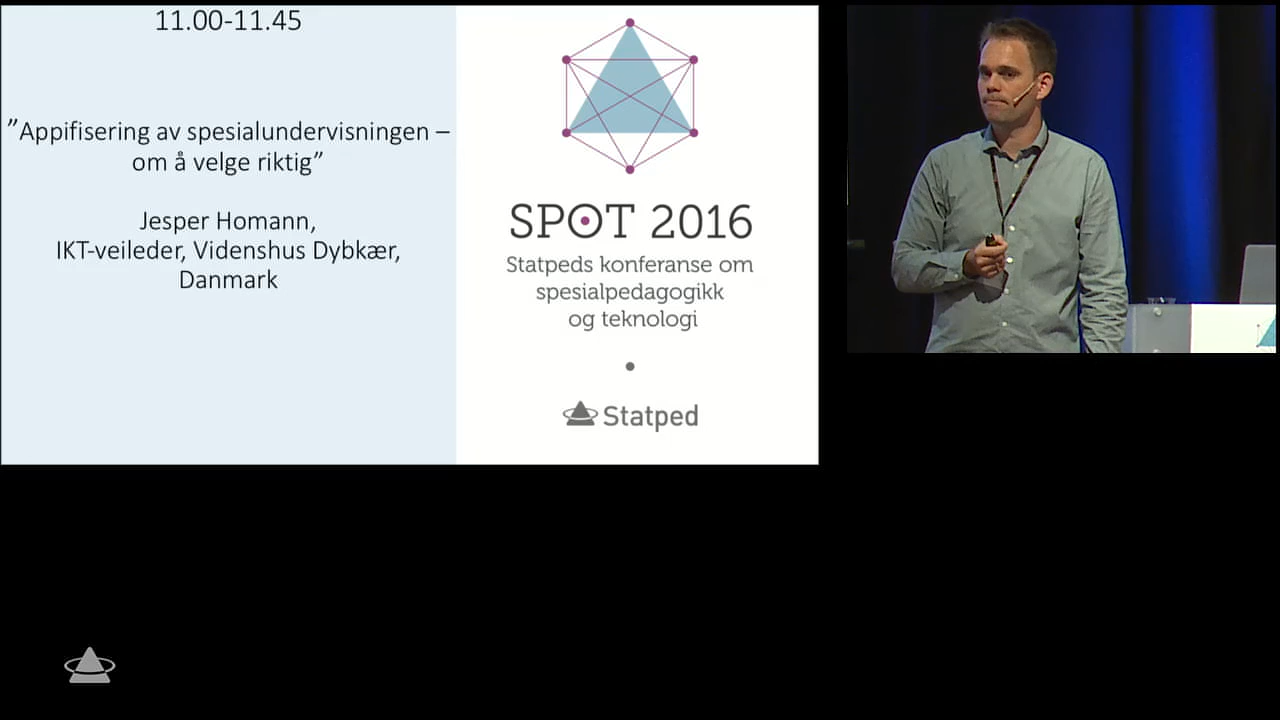 11.00-11.45
”Appifisering av spesialundervisningen –
om å velge riktig”
Jesper Homann,
IKT-veileder, Videnshus Dybkær,
Danmark
SPOT 2016
Statpeds konferanse om
spesialpedagogikk
og teknologi
Statped